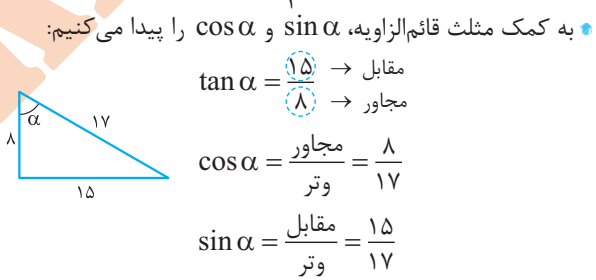 به کمک مثلث قائم‌الزاویه، sin α و cos α را پیدا می‌کنیم:
tan α = ۱۵/۸
مقابل →
مجاور →
α
۸
۱۷
۱۵
cos α = مجاور/وتر = ۸/۱۷
sin α = مقابل/وتر = ۱۵/۱۷